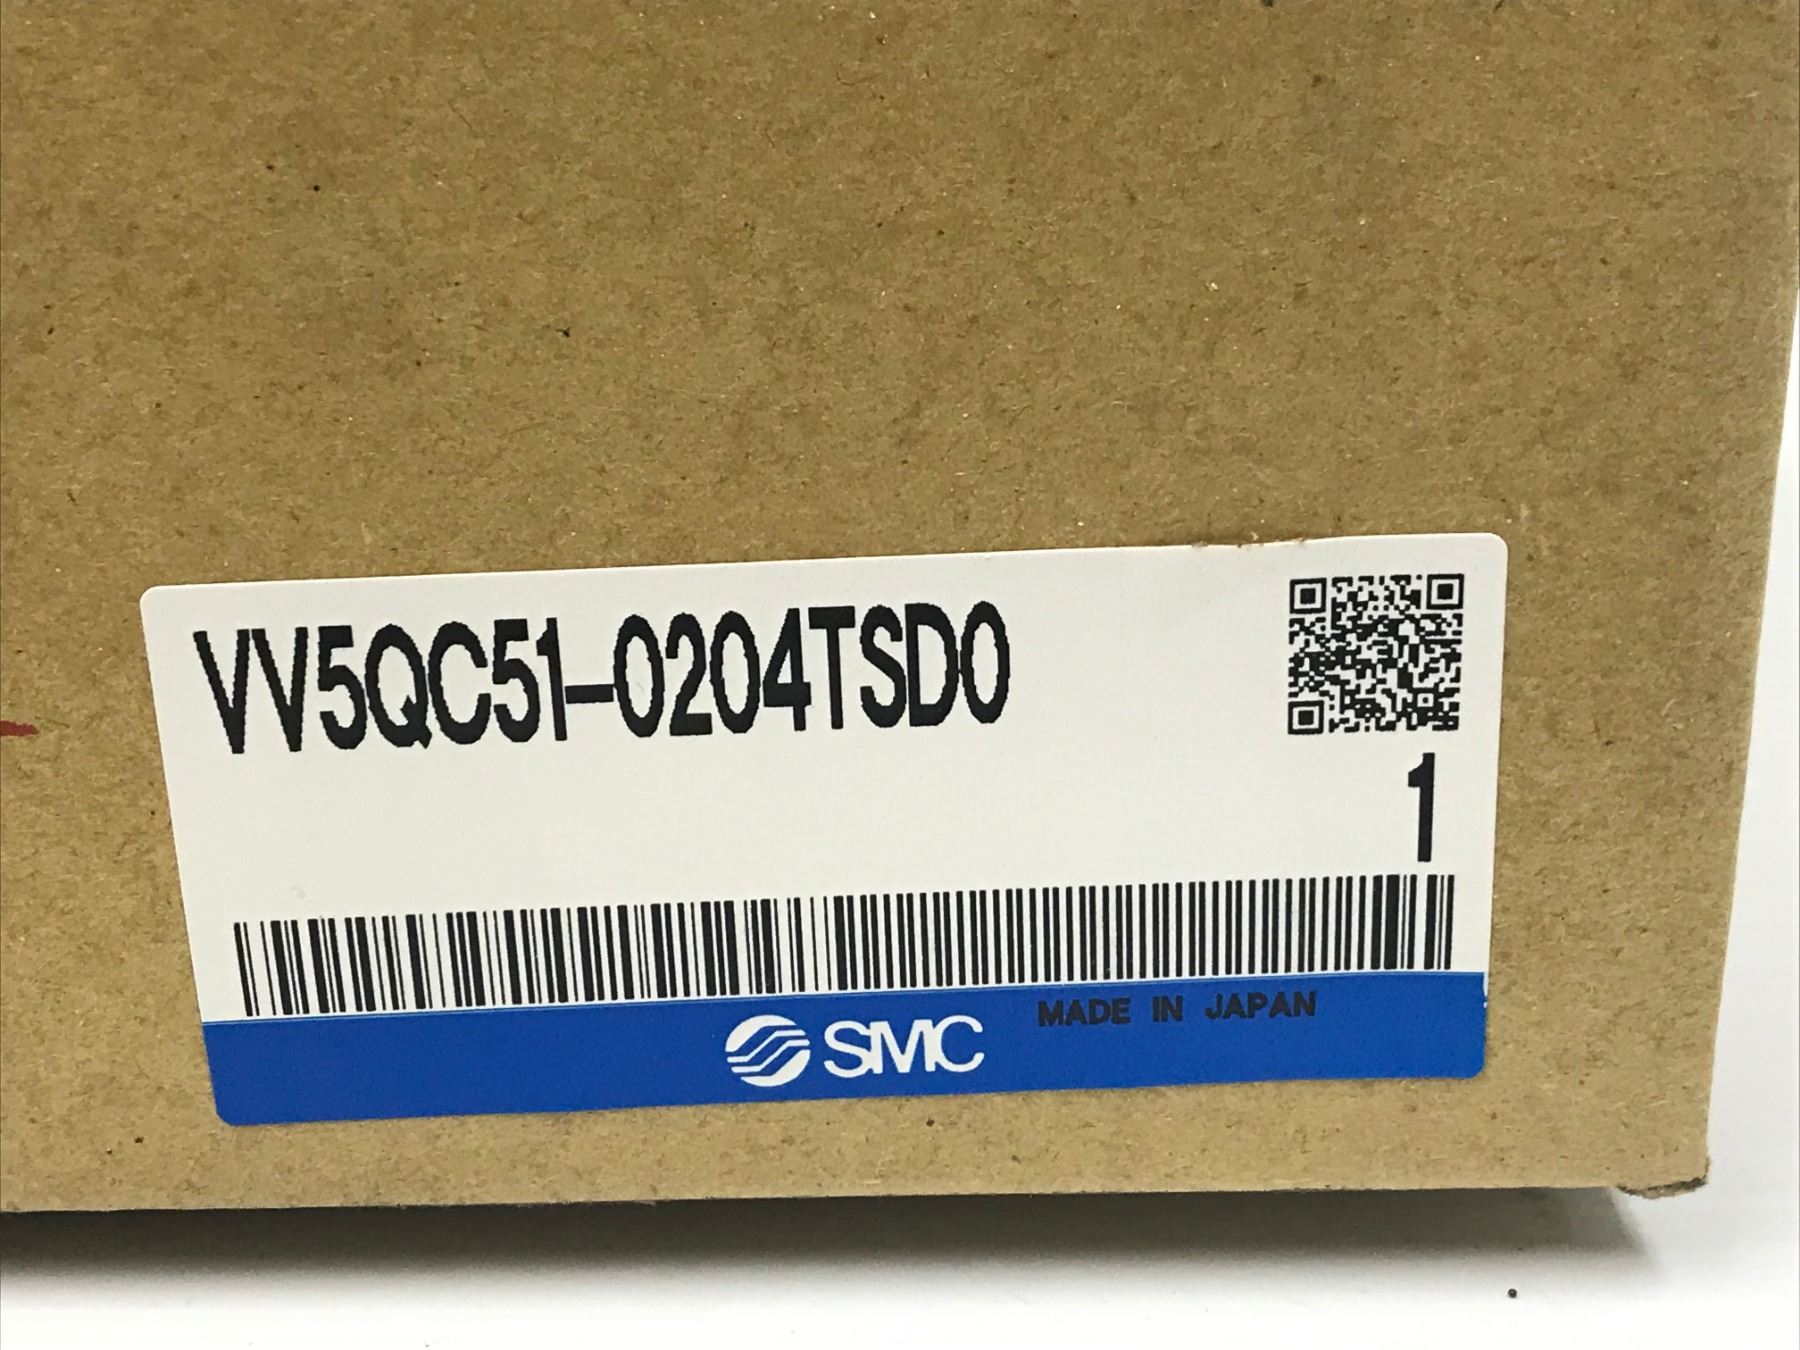 VV5QC51-0204TSD0
1
SMC
MADE IN JAPAN